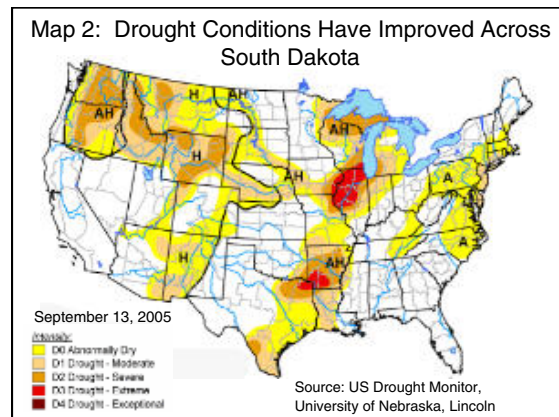 Map 2: Drought Conditions Have Improved Across
South Dakota
H
AH
AH
AH
H
AH
A
H
AH
A
September 13, 2005
Intensity:
D0 Abnormally Dry
D1 Drought - Moderate
D2 Drought - Severe
D3 Drought - Extreme
D4 Drought - Exceptional
Source: US Drought Monitor,
University of Nebraska, Lincoln